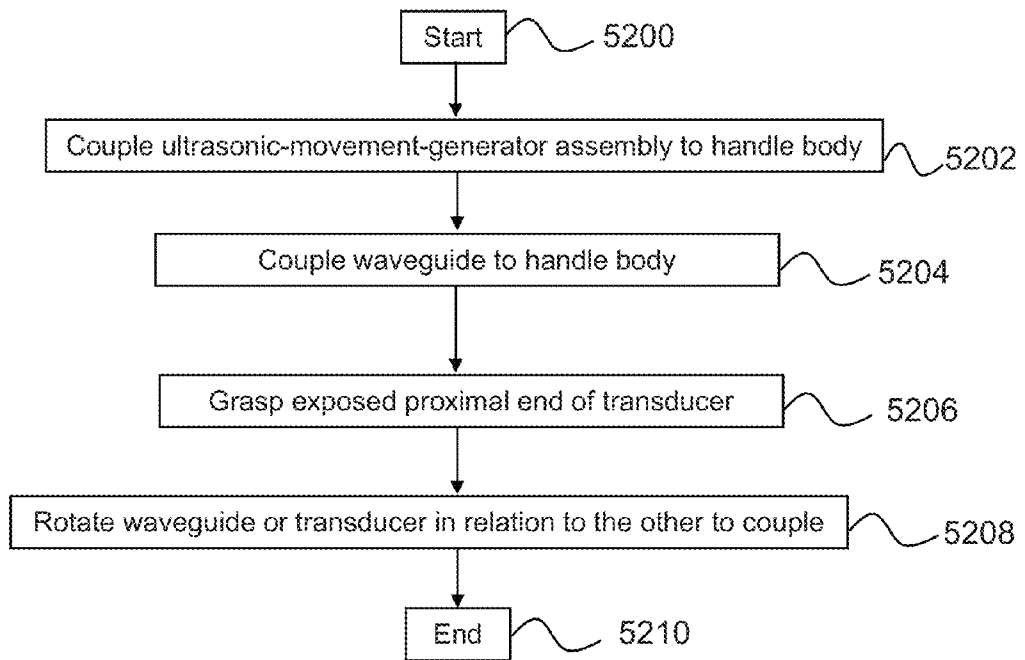 Start
5200
Couple ultrasonic-movement-generator assembly to handle body
5202
Couple waveguide to handle body
5204
Grasp exposed proximal end of transducer
5206
Rotate waveguide or transducer in relation to the other to couple
5208
End
5210